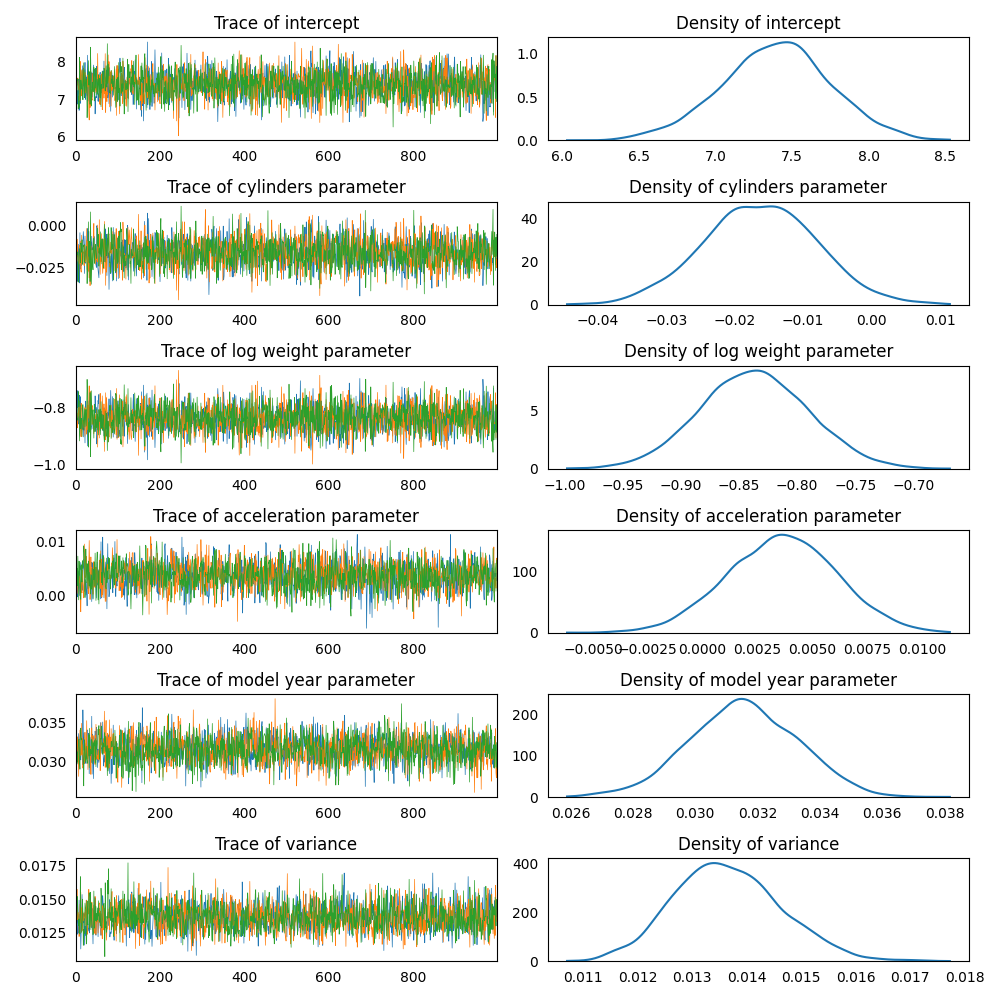 Trace of intercept
8
7
6
0 200 400 600 800
Density of intercept
1.0
0.5
0.0
6.0 6.5 7.0 7.5 8.0 8.5
Trace of cylinders parameter
0.000
−0.025
0 200 400 600 800
Density of cylinders parameter
40
20
0
−0.04 −0.03 −0.02 −0.01 0.00 0.01
Trace of log weight parameter
−0.8
−1.0
0 200 400 600 800
Density of log weight parameter
5
0
−1.00 −0.95 −0.90 −0.85 −0.80 −0.75 −0.70
Trace of acceleration parameter
0.01
0.00
0 200 400 600 800
Density of acceleration parameter
100
0
−0.0050 −0.0025 0.0000 0.0025 0.0050 0.0075 0.0100
Trace of model year parameter
0.035
0.030
0 200 400 600 800
Density of model year parameter
200
100
0
0.026 0.028 0.030 0.032 0.034 0.036 0.038
Trace of variance
0.0175
0.0150
0.0125
0 200 400 600 800
Density of variance
400
200
0
0.011 0.012 0.013 0.014 0.015 0.016 0.017 0.018